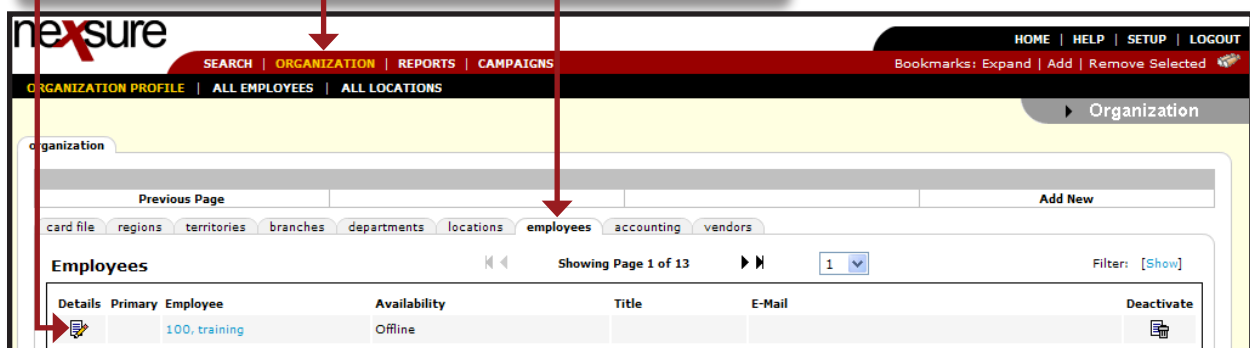 nexsure
HOME | HELP | SETUP | LOGOUT
SEARCH | ORGANIZATION | REPORTS | CAMPAIGNS
Bookmarks: Expand | Add | Remove Selected
ORGANIZATION PROFILE | ALL EMPLOYEES | ALL LOCATIONS
Organization
organization
Previous Page
Add New
card file regions territories branches departments locations employees accounting vendors
Employees Showing Page 1 of 13 1 Filter: [Show]
Details Primary Employee Availability Title E-Mail Deactivate
100, training Offline